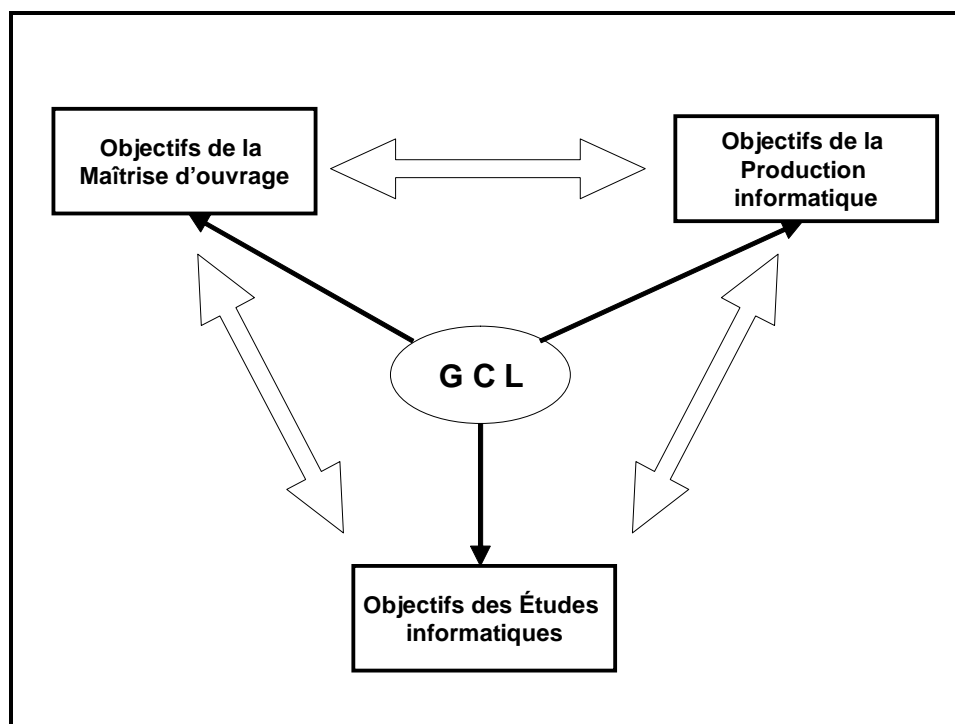 Objectifs de la
Maîtrise d'ouvrage
Objectifs de la
Production
informatique
G C L
Objectifs des Études
informatiques